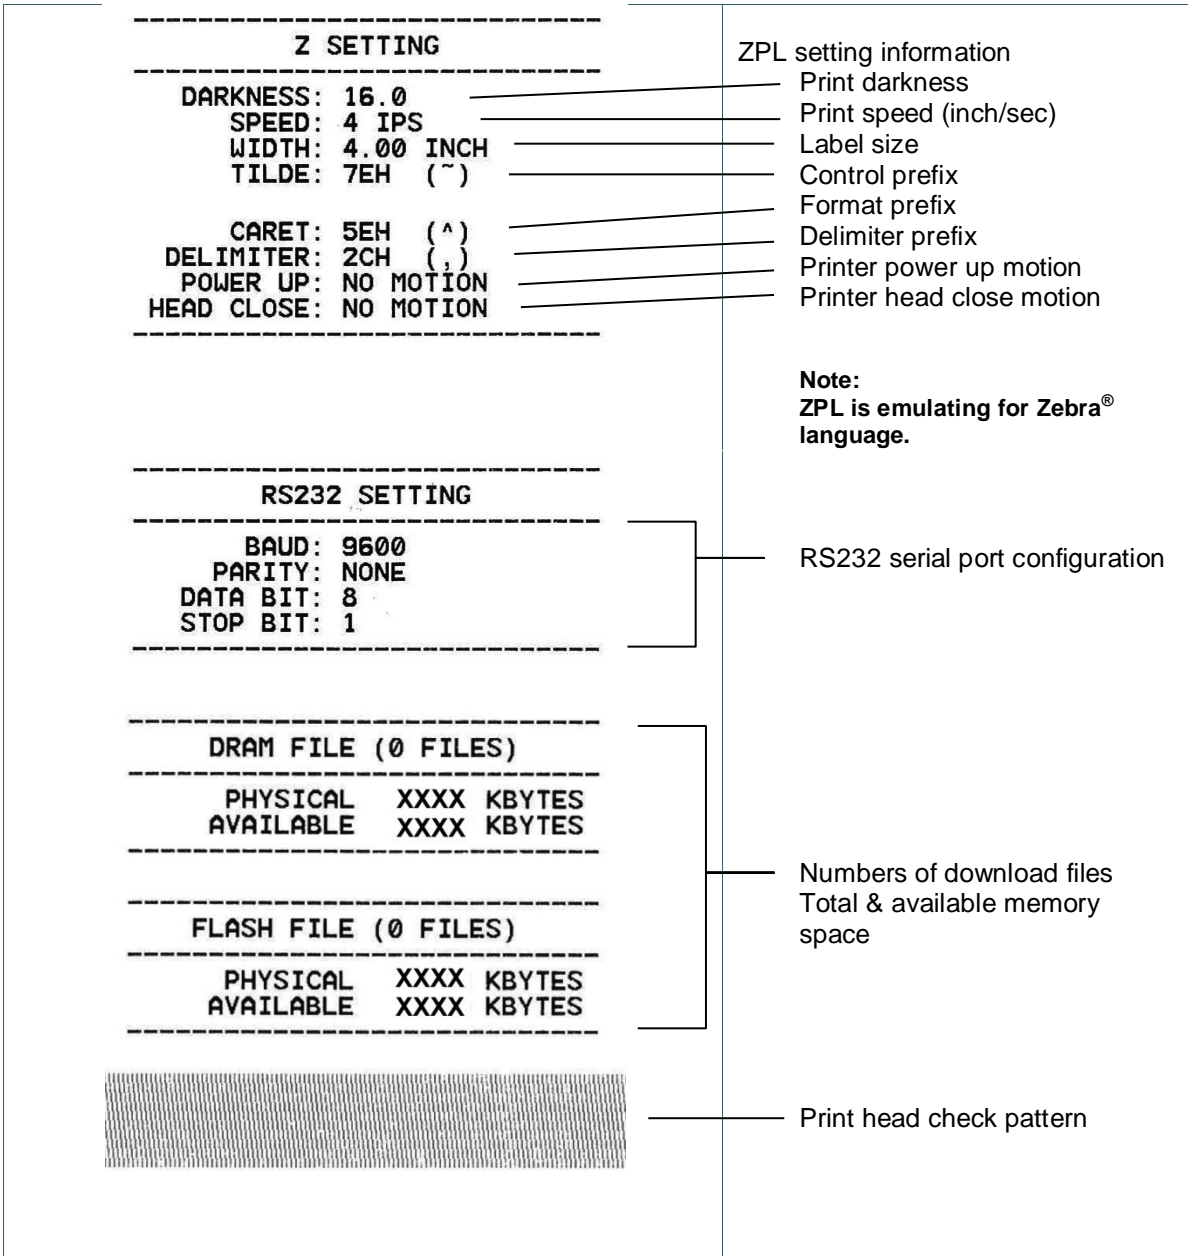 Z SETTING
DARKNESS: 16.0
SPEED: 4 IPS
WIDTH: 4.00 INCH
TILDE: 7EH (~)
CARET: 5EH (^)
DELIMITER: 2CH (,)
POWER UP: NO MOTION
HEAD CLOSE: NO MOTION
ZPL setting information
Print darkness
Print speed (inch/sec)
Label size
Control prefix
Format prefix
Delimiter prefix
Printer power up motion
Printer head close motion
Note:
ZPL is emulating for Zebra®
language.
RS232 SETTING
BAUD: 9600
PARITY: NONE
DATA BIT: 8
STOP BIT: 1
RS232 serial port configuration
DRAM FILE (0 FILES)
PHYSICAL XXXX KBYTES
AVAILABLE XXXX KBYTES
FLASH FILE (0 FILES)
PHYSICAL XXXX KBYTES
AVAILABLE XXXX KBYTES
Numbers of download files
Total & available memory
space
Print head check pattern